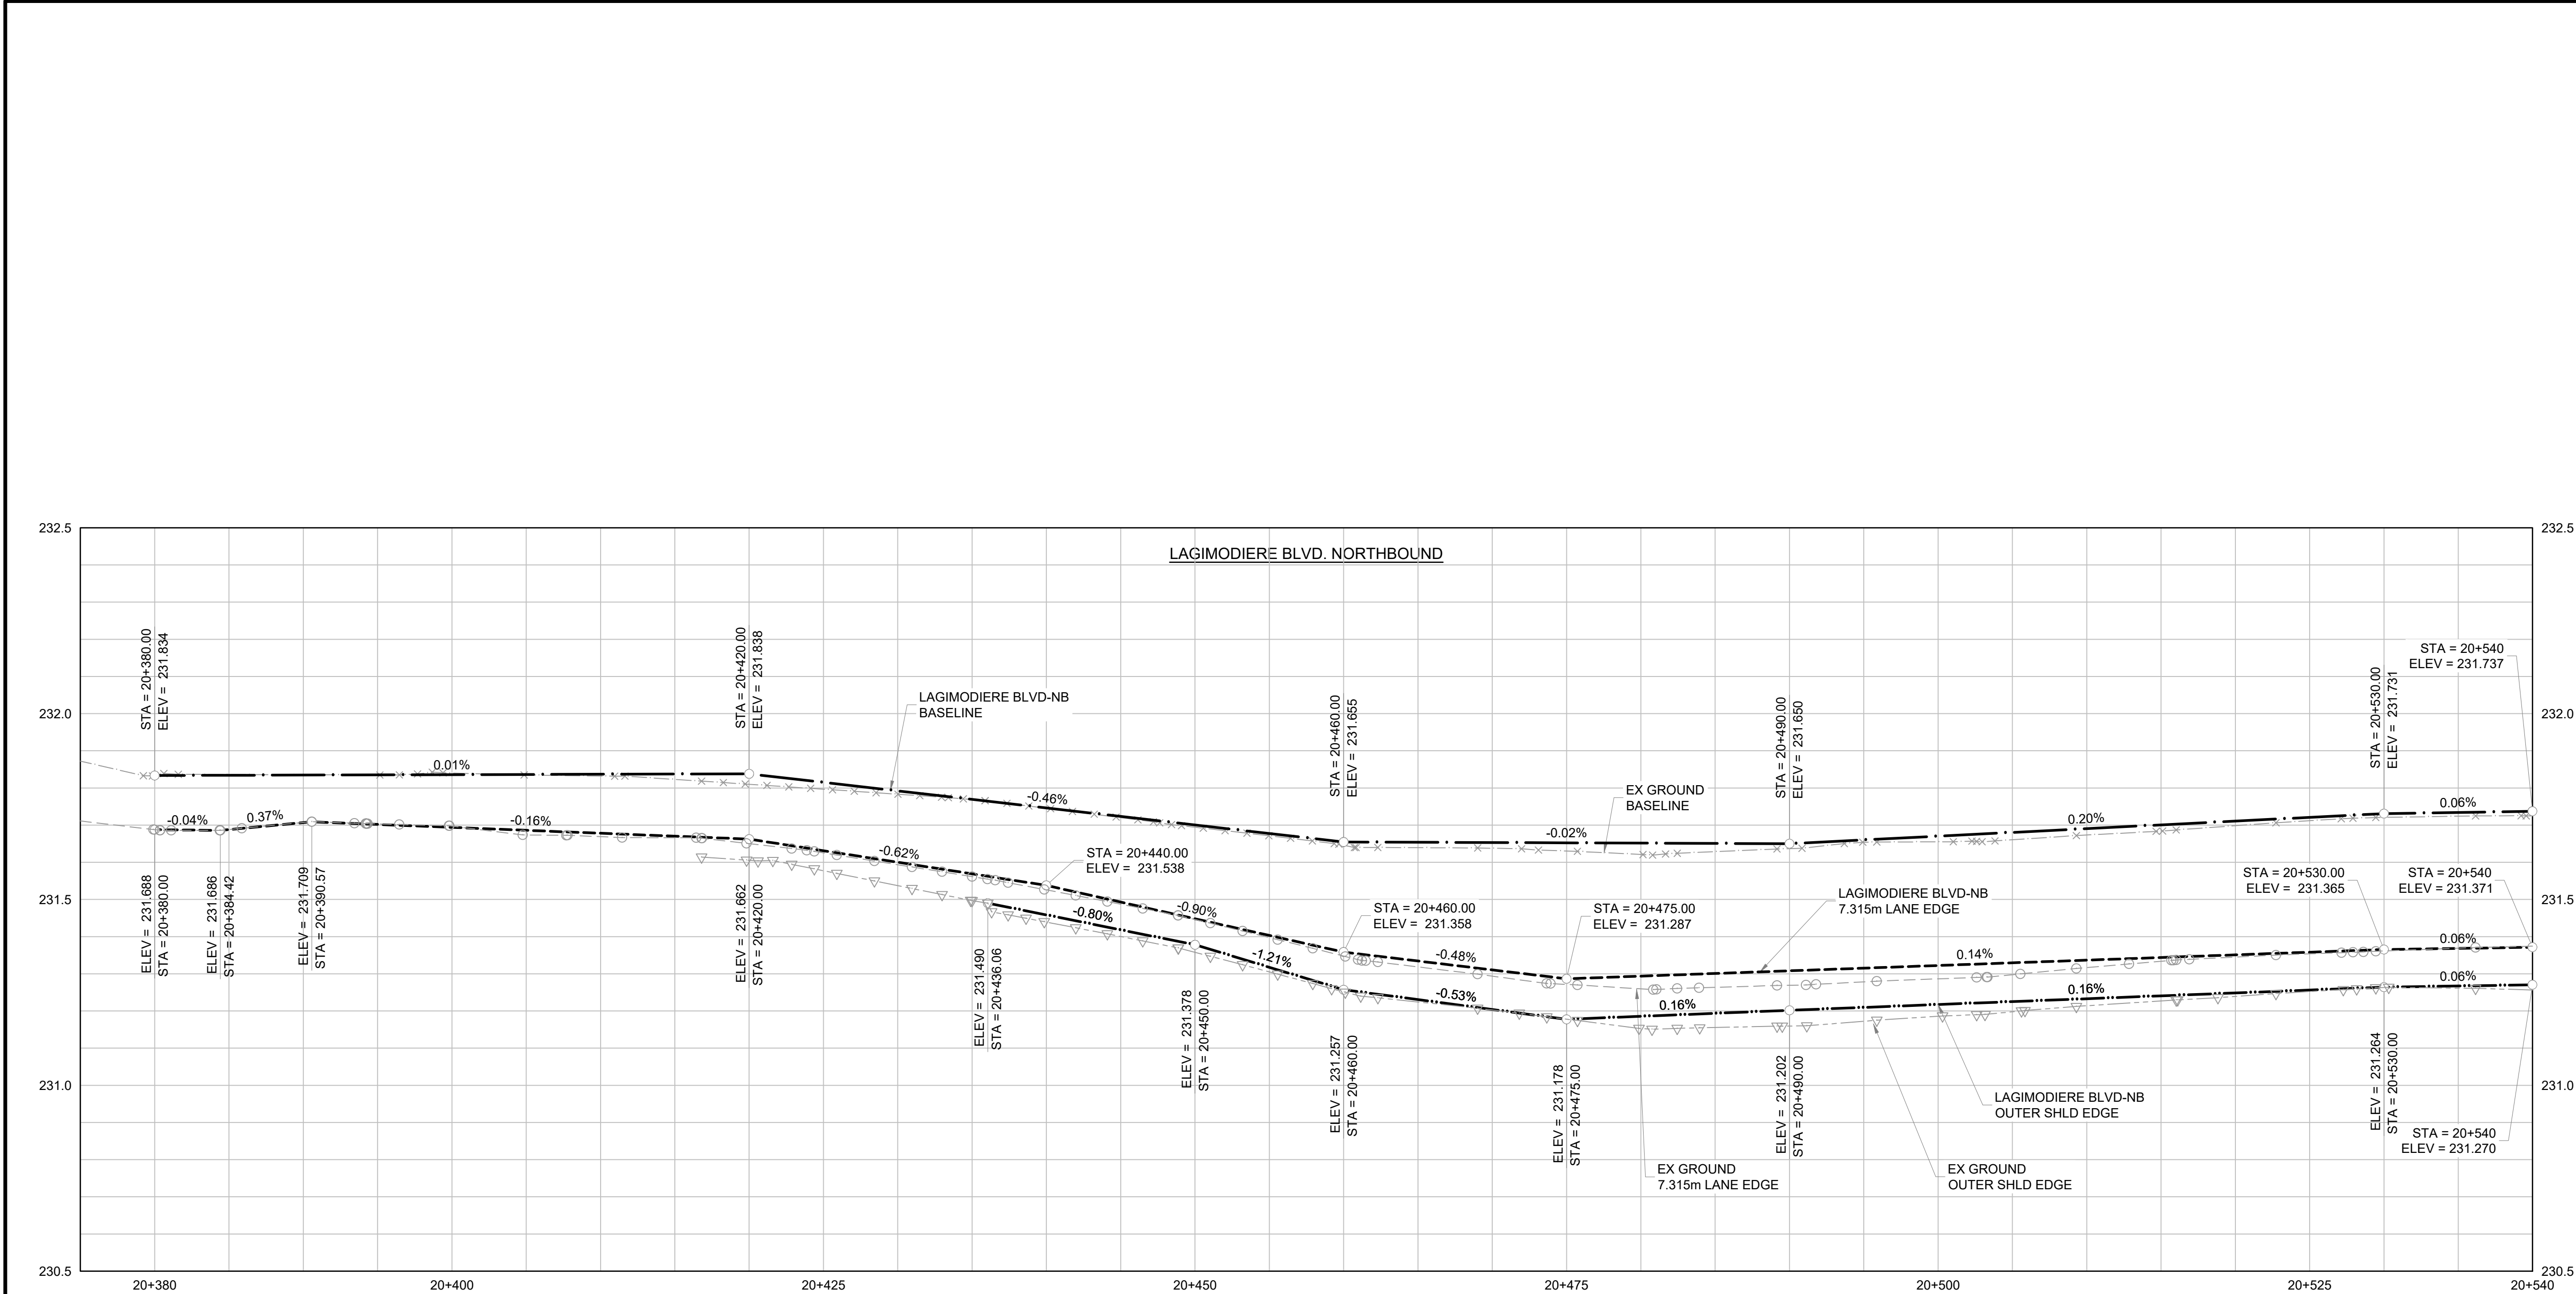 LAGIMODIERE BLVD. NORTHBOUND
232.5
232.0
231.5
231.0
230.5
232.5
232.0
231.5
231.0
230.5
STA = 20+380.00
ELEV = 231.834
STA = 20+420.00
ELEV = 231.838
STA = 20+460.00
ELEV = 231.655
STA = 20+490.00
ELEV = 231.650
STA = 20+530.00
ELEV = 231.731
STA = 20+540
ELEV = 231.737
LAGIMODIERE BLVD-NB
BASELINE
EX GROUND
BASELINE
0.01%
-0.46%
-0.02%
0.20%
0.06%
-0.04%
0.37%
-0.16%
-0.62%
-0.90%
-0.48%
0.14%
0.06%
-0.80%
-1.21%
-0.53%
0.16%
0.16%
0.06%
STA = 20+440.00
ELEV = 231.538
STA = 20+460.00
ELEV = 231.358
STA = 20+475.00
ELEV = 231.287
LAGIMODIERE BLVD-NB
7.315m LANE EDGE
STA = 20+530.00
ELEV = 231.365
STA = 20+540
ELEV = 231.371
ELEV = 231.688
STA = 20+380.00
ELEV = 231.686
STA = 20+384.42
ELEV = 231.709
STA = 20+390.57
ELEV = 231.662
STA = 20+420.00
ELEV = 231.490
STA = 20+436.06
ELEV = 231.378
STA = 20+450.00
ELEV = 231.257
STA = 20+460.00
ELEV = 231.178
STA = 20+475.00
ELEV = 231.202
STA = 20+490.00
ELEV = 231.264
STA = 20+530.00
LAGIMODIERE BLVD-NB
OUTER SHLD EDGE
STA = 20+540
ELEV = 231.270
EX GROUND
7.315m LANE EDGE
EX GROUND
OUTER SHLD EDGE
20+380
20+400
20+425
20+450
20+475
20+500
20+525
20+540